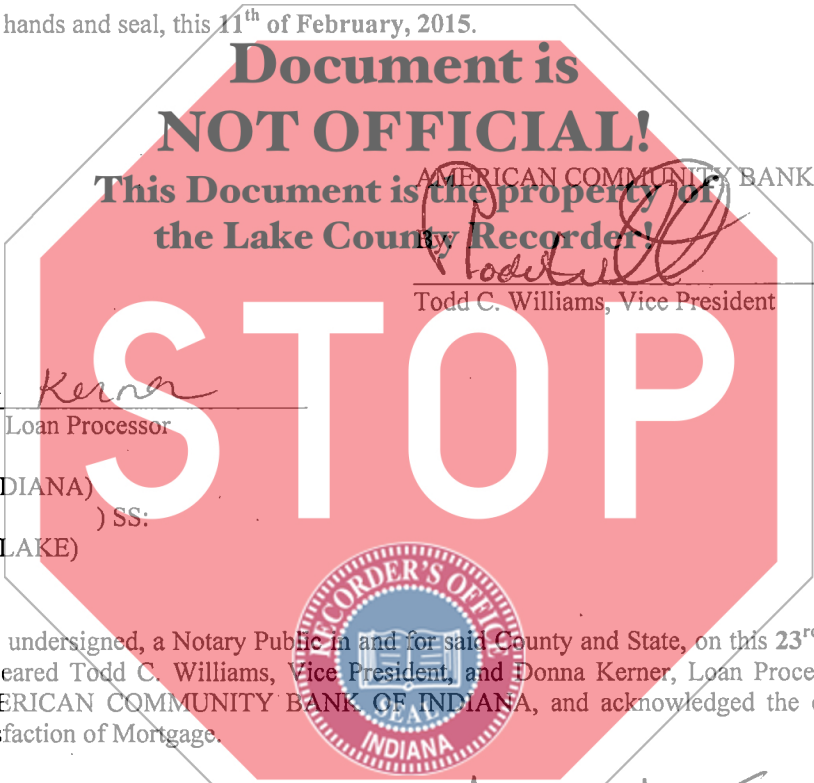 hands and seal, this 11th of February, 2015.
Document is
NOT OFFICIAL!
This Document is the property of
the Lake County Recorder!
AMERICAN COMMUNITY BANK
By:
Todd C. Williams, Vice President
STOP
Kerner
Loan Processor
DIANA)
) SS:
LAKE)
RECORDER'S OFFICE
undersigned, a Notary Public in and for said County and State, on this 23rd
eared Todd C. Williams, Vice President, and Donna Kerner, Loan Proce
ERICAN COMMUNITY BANK OF INDIANA, and acknowledged the
sfaction of Mortgage.
SEAL
INDIANA